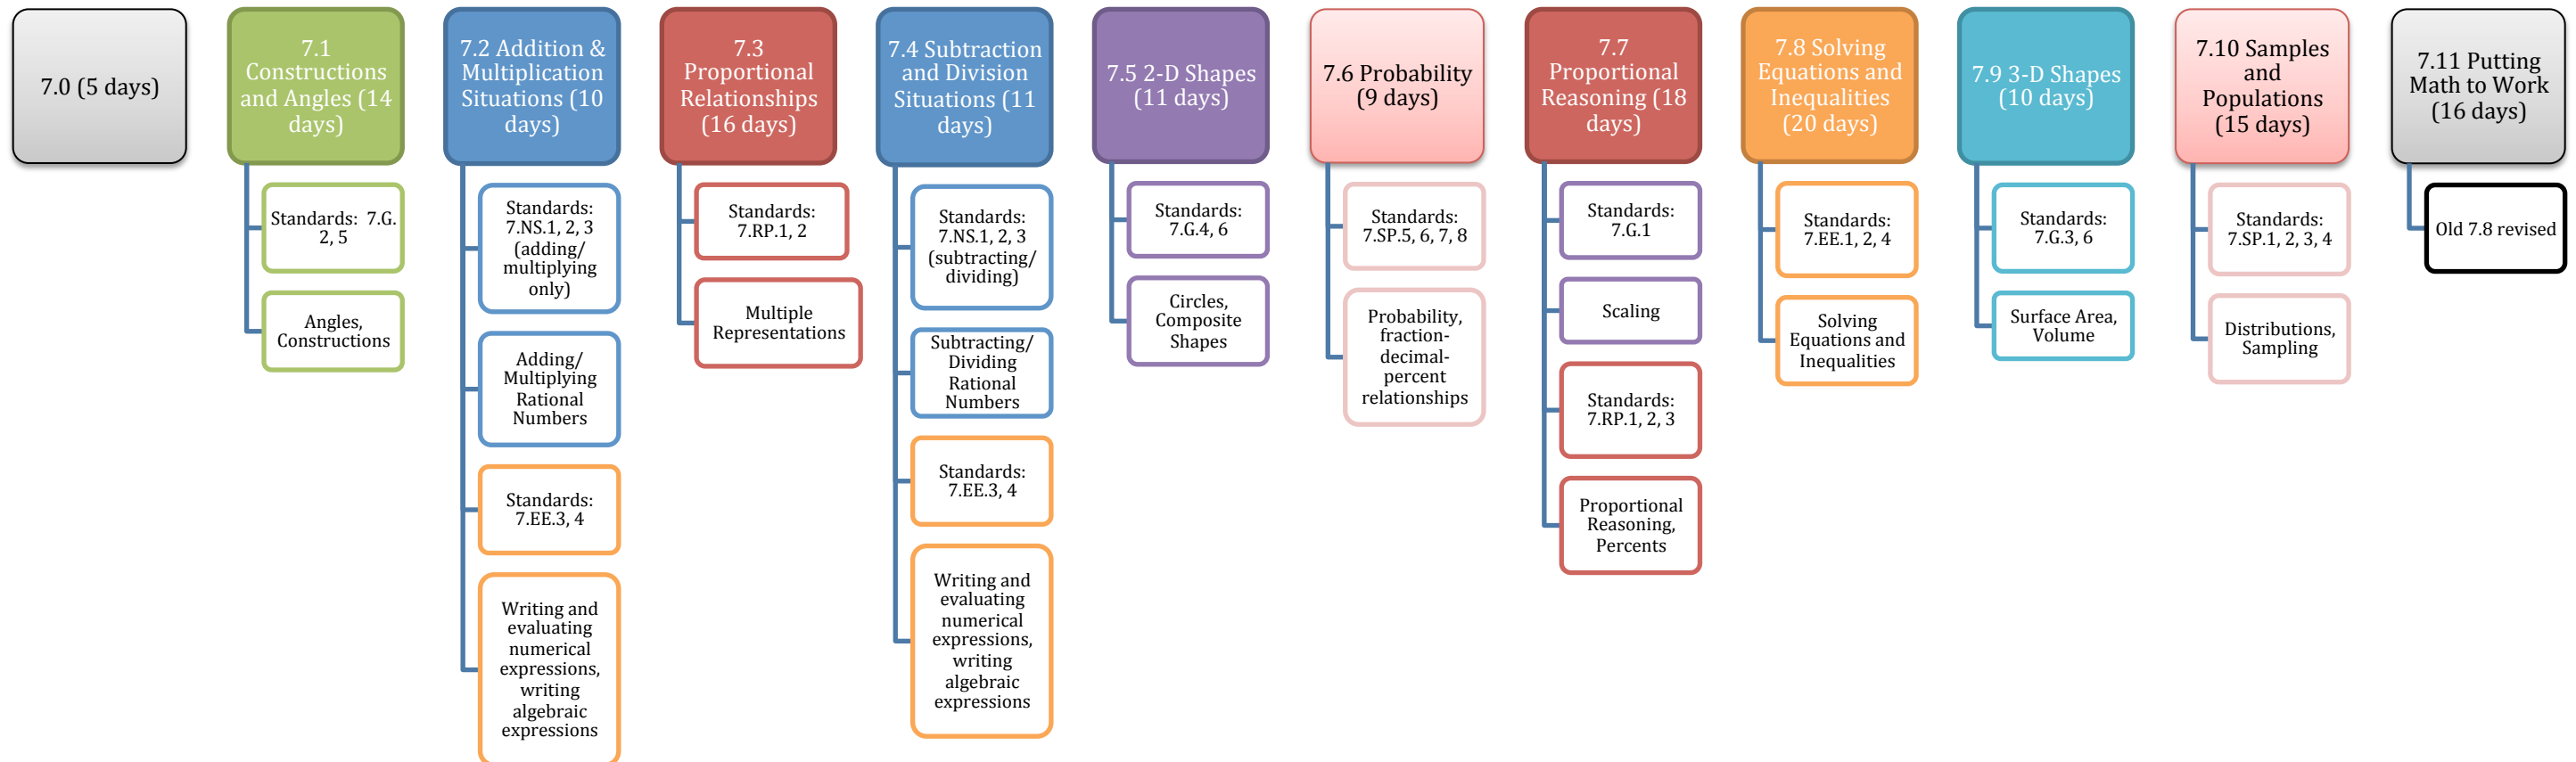 7.0 (5 days)
7.1
Constructions
and Angles (14
days)
Standards: 7.G.
2, 5
Angles,
Constructions
7.2 Addition &
Multiplication
Situations (10
days)
Standards:
7.NS.1, 2, 3
(adding/
multiplying
only)
Adding/
Multiplying
Rational
Numbers
Standards:
7.EE.3, 4
Writing and
evaluating
numerical
expressions,
writing
algebraic
expressions
7.3
Proportional
Relationships
(16 days)
Standards:
7.RP.1, 2
Multiple
Representations
7.4 Subtraction
and Division
Situations (11
days)
Standards:
7.NS.1, 2, 3
(subtracting/
dividing)
Subtracting/
Dividing
Rational
Numbers
Standards:
7.EE.3, 4
Writing and
evaluating
numerical
expressions,
writing
algebraic
expressions
7.5 2-D Shapes
(11 days)
Standards:
7.G.4, 6
Circles,
Composite
Shapes
7.6 Probability
(9 days)
Standards:
7.SP.5, 6, 7, 8
Probability,
fraction-
decimal-
percent
relationships
7.7
Proportional
Reasoning (18
days)
Standards:
7.G.1
Scaling
Standards:
7.RP.1, 2, 3
Proportional
Reasoning,
Percents
7.8 Solving
Equations and
Inequalities
(20 days)
Standards:
7.EE.1, 2, 4
Solving
Equations and
Inequalities
7.9 3-D Shapes
(10 days)
Standards:
7.G.3, 6
Surface Area,
Volume
7.10 Samples
and
Populations
(15 days)
Standards:
7.SP.1, 2, 3, 4
Distributions,
Sampling
7.11 Putting
Math to Work
(16 days)
Old 7.8 revised